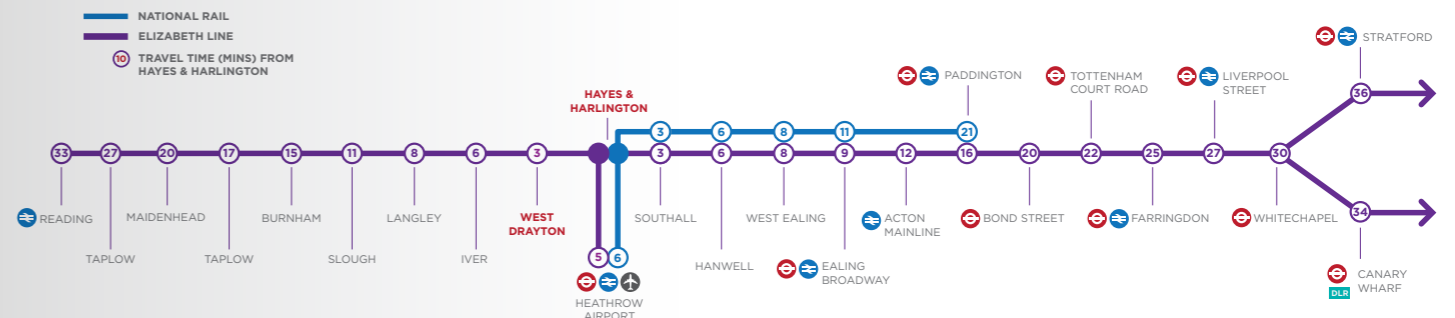 NATIONAL RAIL
ELIZABETH LINE
10 TRAVEL TIME (MINS) FROM
HAYES & HARLINGTON
STRATFORD
PADDINGTON
TOTTENHAM
COURT ROAD
LIVERPOOL
STREET
HAYES &
HARLINGTON
36
3 6 8 11 21
33 27 20 17 15 11 8 6 3 3 6 8 9 12 16 20 22 25 27 30
34
READING
MAIDENHEAD
BURNHAM
LANGLEY
WEST
DRAYTON
SOUTHALL
WEST EALING
ACTON
MAINLINE
BOND STREET
FARRINGDON
WHITECHAPEL
TAPLOW
TAPLOW
SLOUGH
IVER
5 6
HANWELL
EALING
BROADWAY
HEATHROW
AIRPORT
CANARY
WHARF
DLR